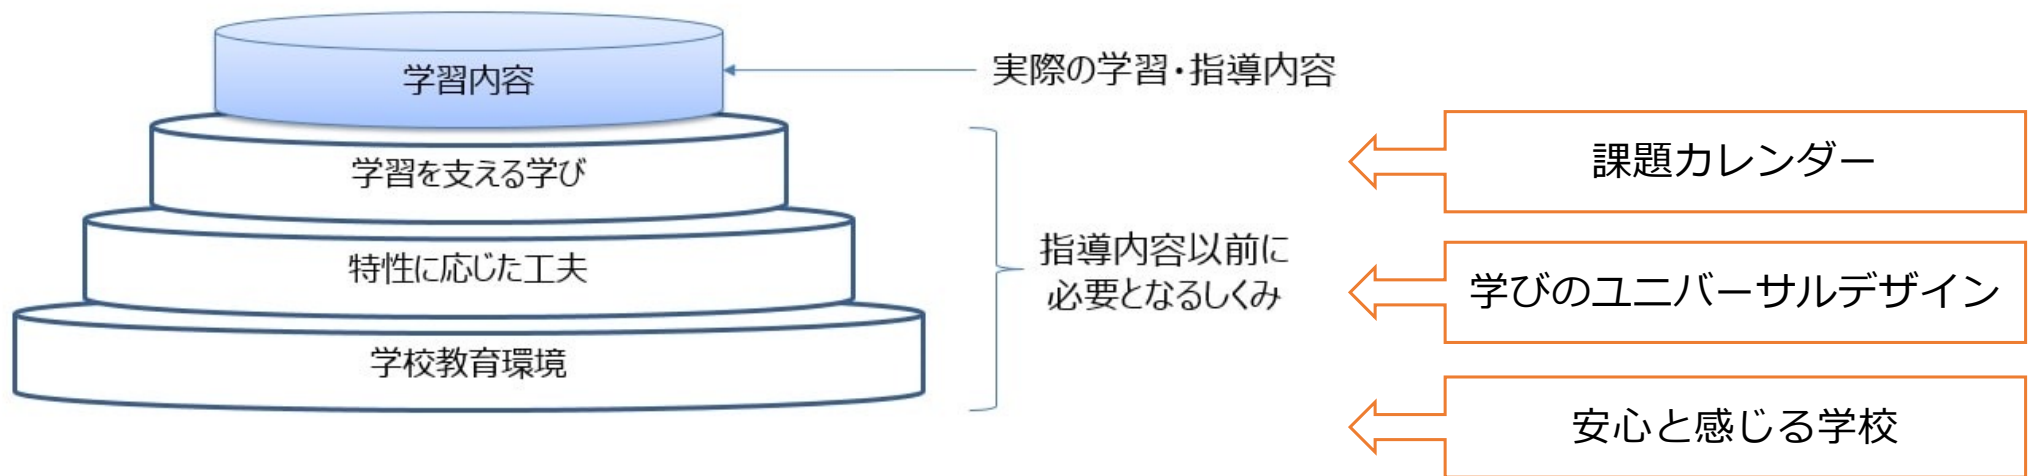 学習内容
実際の学習・指導内容
学習を支える学び
特性に応じた工夫
学校教育環境
指導内容以前に
必要となるしくみ
課題カレンダー
学びのユニバーサルデザイン
安心と感じる学校